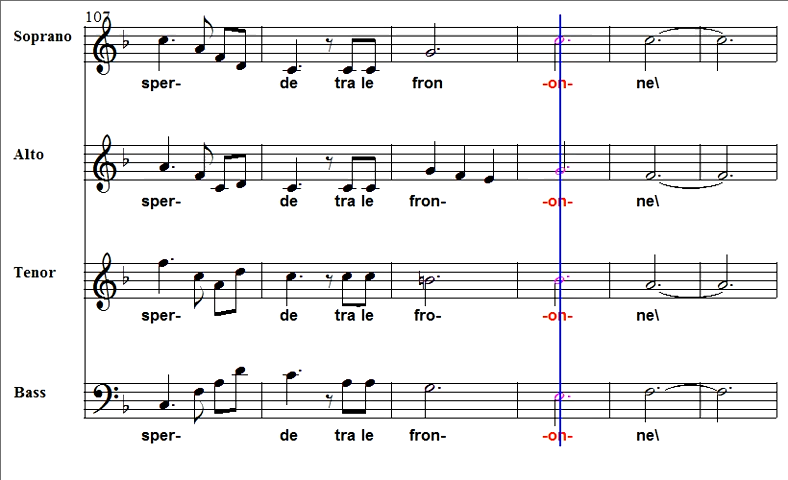 107
Soprano
sper- de tra le fron -on- ne\
Alto
sper- de tra le fron- -on- ne\
Tenor
sper- de tra le fro- -on- ne\
Bass
sper- de tra le fron- -on- ne\